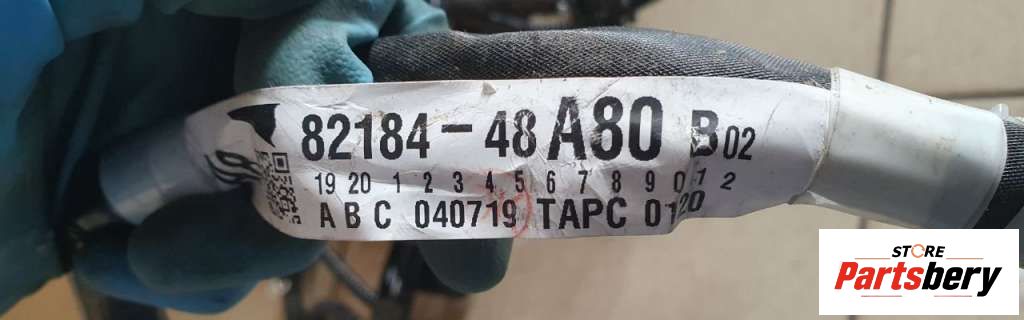 82184-48A80 B02
19 20 1 2 3 4 5 6 7 8 9 0 1 2
A B C 040719 TAPC 0120
STORE
Partsbery